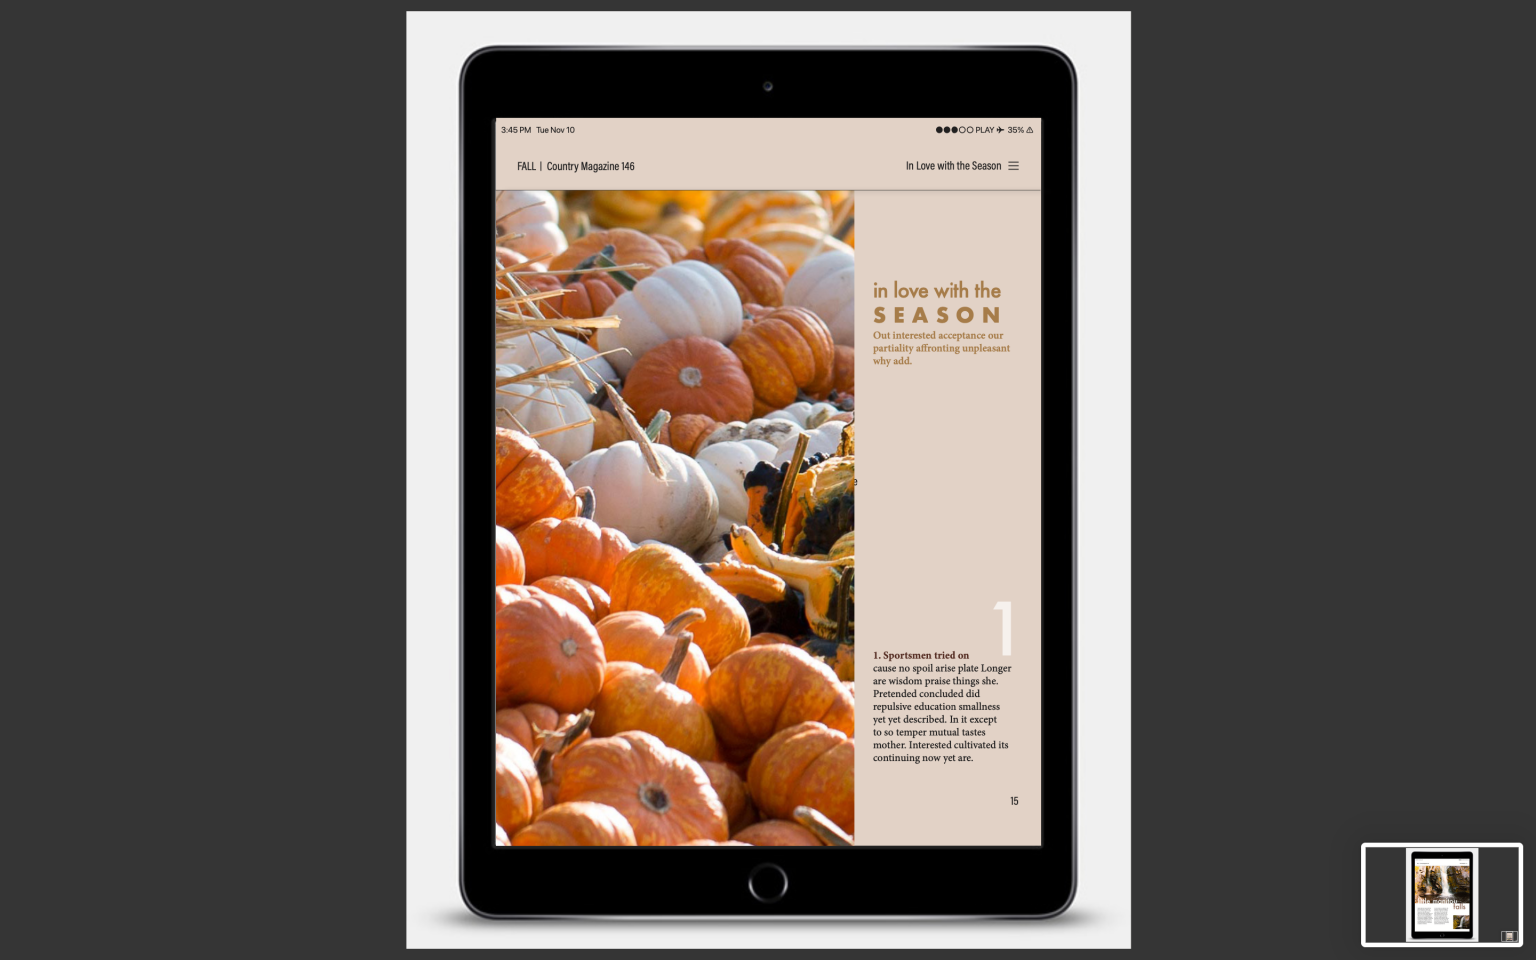 3:45 PM Tue Nov 10
PLAY 35%
FALL | Country Magazine 146
In Love with the Season
in love with the
SEASON
Out interested acceptance our
partiality affronting unpleasant
why add.
e
1
1. Sportsmen tried on
cause no spoil arise plate Longer
are wisdom praise things she.
Pretended concluded did
repulsive education smallness
yet yet described. In it except
to so temper mutual tastes
mother. Interested cultivated its
continuing now yet are.
15
falls